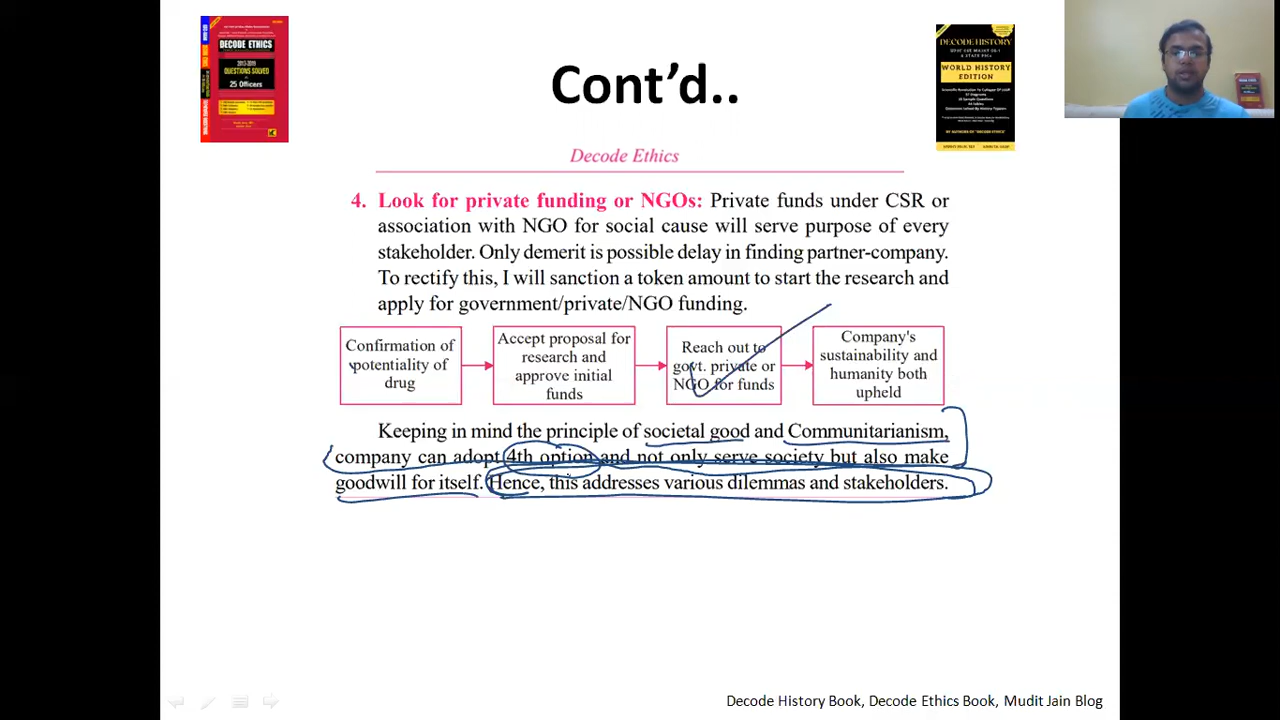 DECODE ETHICS
QUESTIONS SOLVED
25 Officers
DECODE HISTORY
WORLD HISTORY
EDITION
Cont’d..
Decode Ethics
4. Look for private funding or NGOs: Private funds under CSR or
association with NGO for social cause will serve purpose of every
stakeholder. Only demerit is possible delay in finding partner-company.
To rectify this, I will sanction a token amount to start the research and
apply for government/private/NGO funding.
Confirmation of
potentiality of
drug
Accept proposal for
research and
approve initial
funds
Reach out to
govt. private or
NGO for funds
Company's
sustainability and
humanity both
upheld
Keeping in mind the principle of societal good and Communitarianism,
company can adopt 4th option and not only serve society but also make
goodwill for itself. Hence, this addresses various dilemmas and stakeholders.
Decode History Book, Decode Ethics Book, Mudit Jain Blog